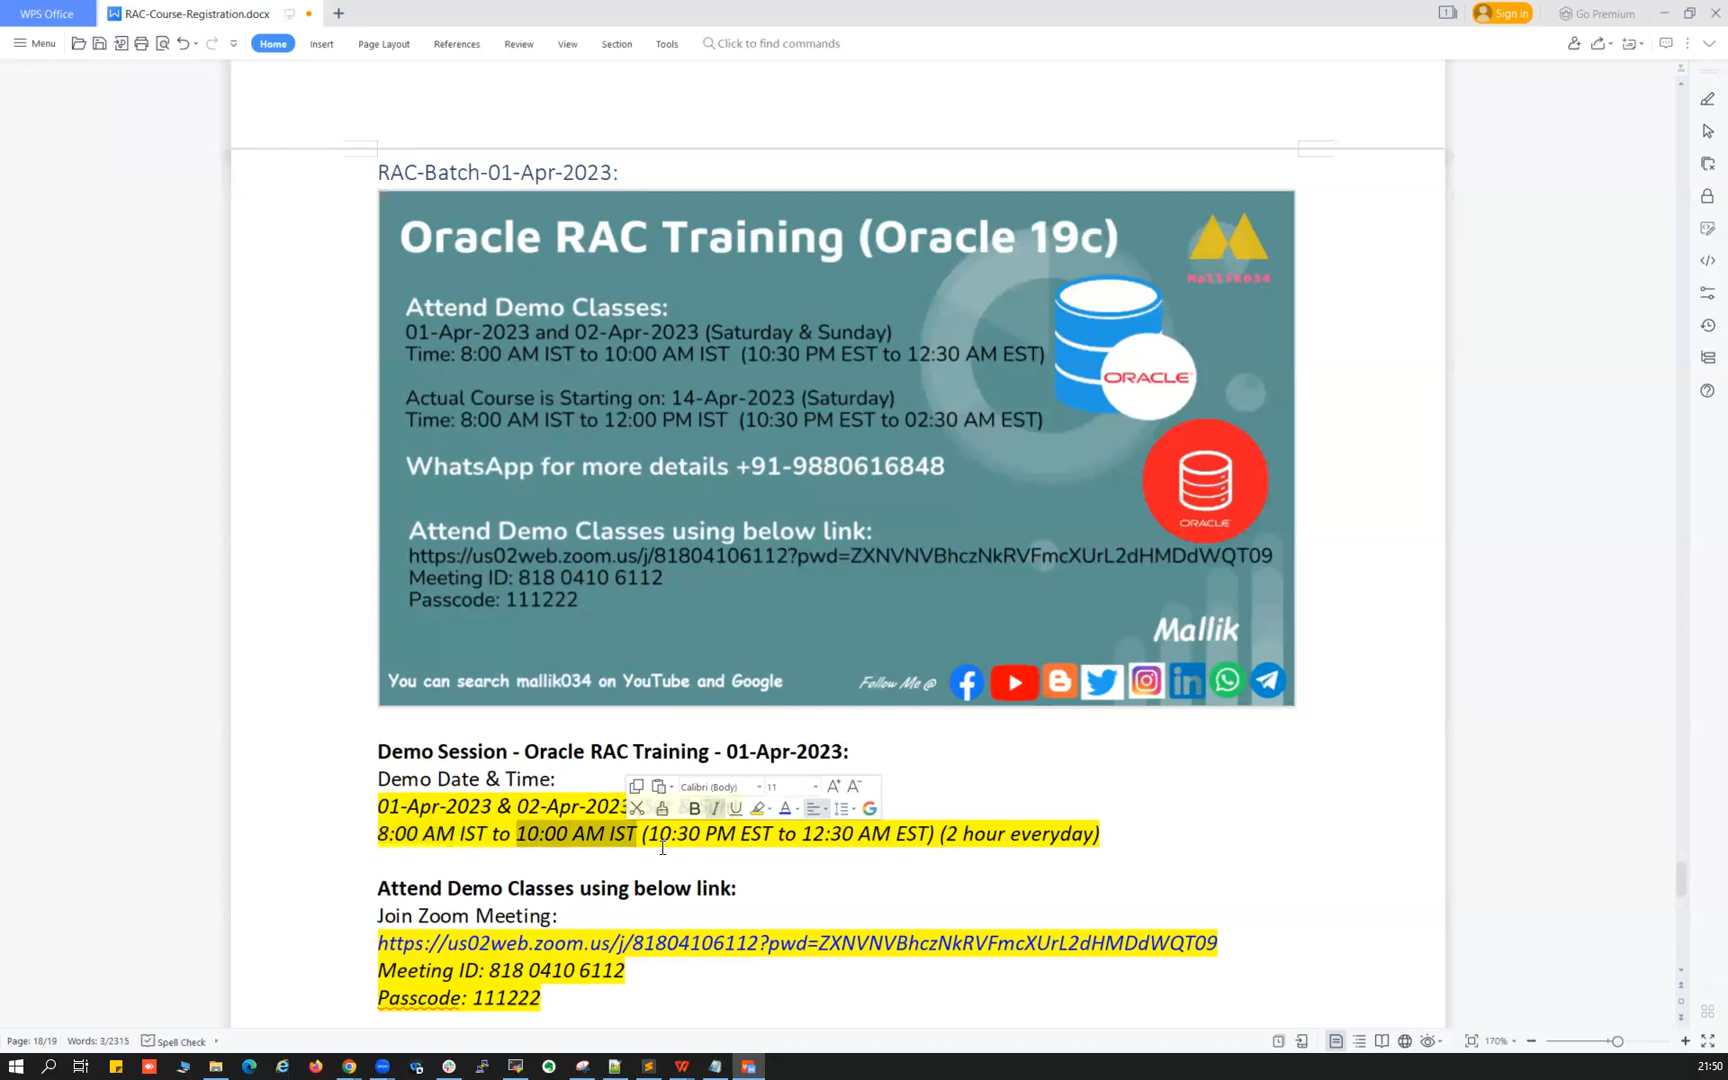 WPS Office
RAC-Course-Registration.docx
Sign in
Go Premium
Menu
Home
Insert
Page Layout
References
Review
View
Section
Tools
Click to find commands
RAC-Batch-01-Apr-2023:
Oracle RAC Training (Oracle 19c)
Mallik034
Attend Demo Classes:
01-Apr-2023 and 02-Apr-2023 (Saturday & Sunday)
Time: 8:00 AM IST to 10:00 AM IST (10:30 PM EST to 12:30 AM EST)
ORACLE
Actual Course is Starting on: 14-Apr-2023 (Saturday)
Time: 8:00 AM IST to 12:00 PM IST (10:30 PM EST to 02:30 AM EST)
WhatsApp for more details +91-9880616848
ORACLE
Attend Demo Classes using below link:
https://us02web.zoom.us/j/81804106112?pwd=ZXNVNVBhczNkRVFmcXUrL2dHMDdWQT09
Meeting ID: 818 0410 6112
Passcode: 111222
Mallik
You can search mallik034 on YouTube and Google
Follow Me @
Demo Session - Oracle RAC Training - 01-Apr-2023:
Demo Date & Time:
Calibri (Body)
11
01-Apr-2023 & 02-Apr-2023
8:00 AM IST to 10:00 AM IST (10:30 PM EST to 12:30 AM EST) (2 hour everyday)
Attend Demo Classes using below link:
Join Zoom Meeting:
https://us02web.zoom.us/j/81804106112?pwd=ZXNVNVBhczNkRVFmcXUrL2dHMDdWQT09
Meeting ID: 818 0410 6112
Passcode: 111222
Page: 18/19
Words: 3/2315
Spell Check
170%
21:50